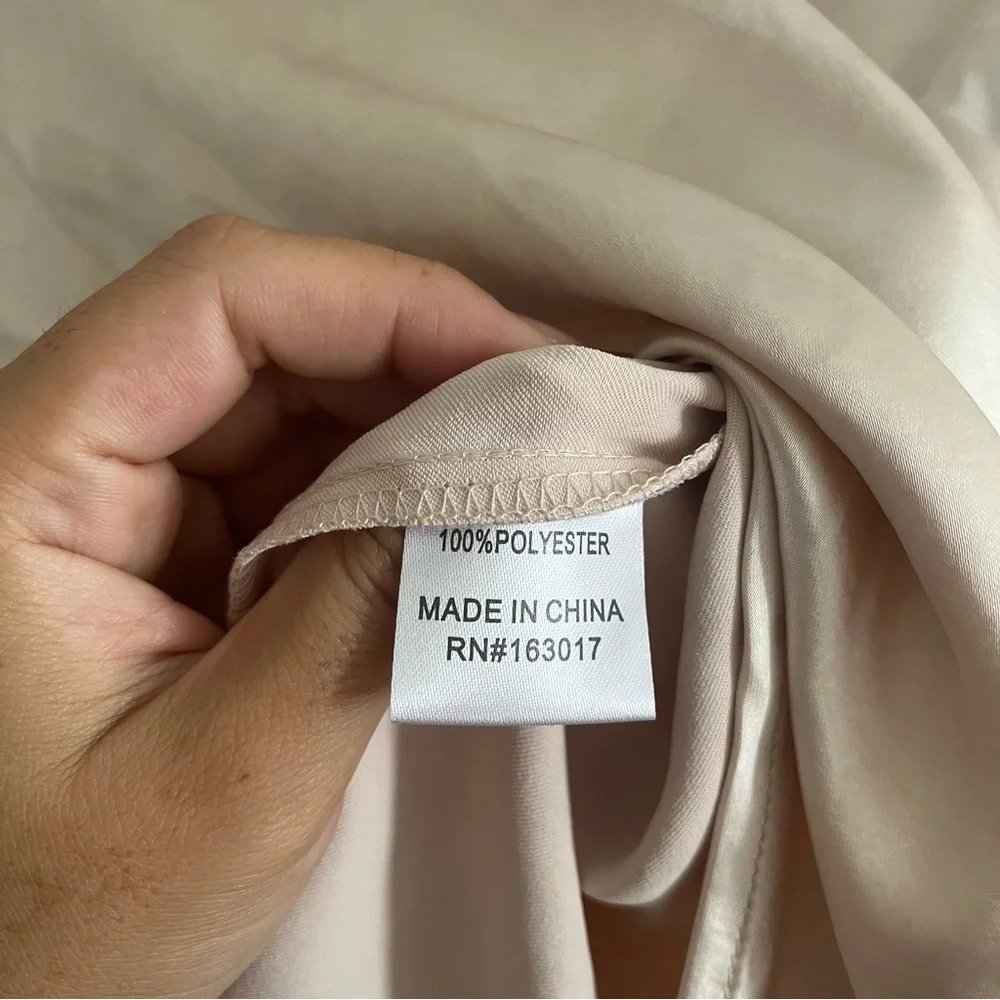 100%POLYESTER
MADE IN CHINA
RN#163017